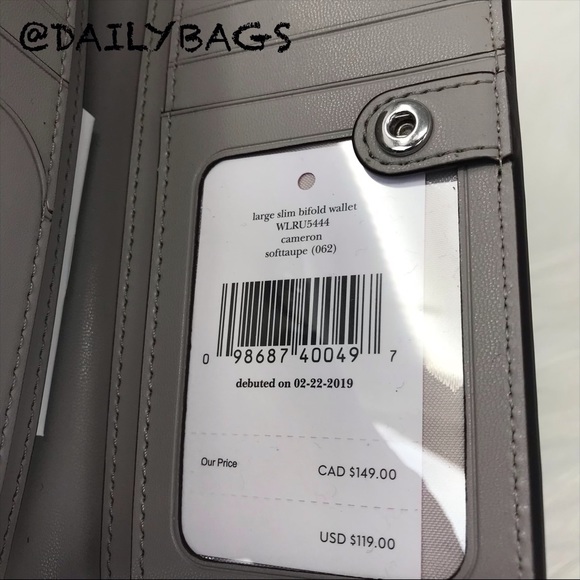 @DAILYBAGS
large slim bifold wallet
WLRU5444
cameron
softtaupe (062)
0 98687 40049 7
debuted on 02-22-2019
Our Price CAD $149.00
USD $119.00